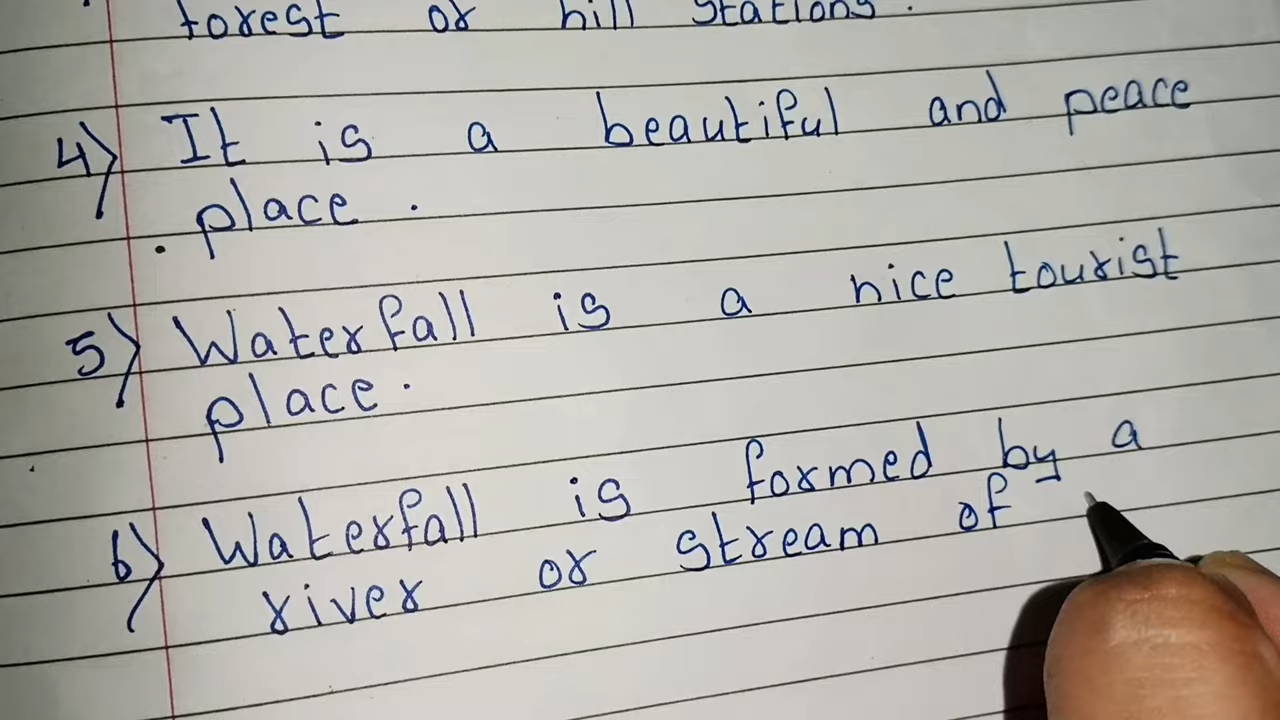 forest or hill stations.
4) It is a beautiful and peace
place.
5) Waterfall is a nice tourist
place.
6) Waterfall is formed by a
river or stream of